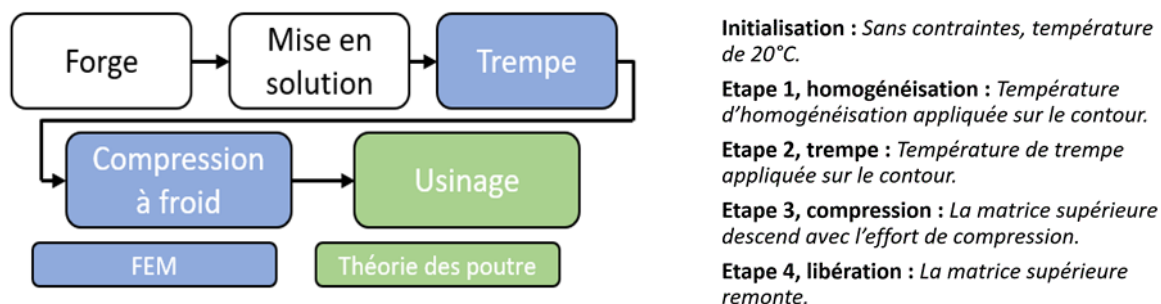 Forge
Mise en
solution
Trempe
Compression
à froid
Usinage
FEM
Théorie des poutre
Initialisation : Sans contraintes, température
de 20°C.
Etape 1, homogénéisation : Température
d'homogénéisation appliquée sur le contour.
Etape 2, trempe : Température de trempe
appliquée sur le contour.
Etape 3, compression : La matrice supérieure
descend avec l'effort de compression.
Etape 4, libération : La matrice supérieure
remonte.